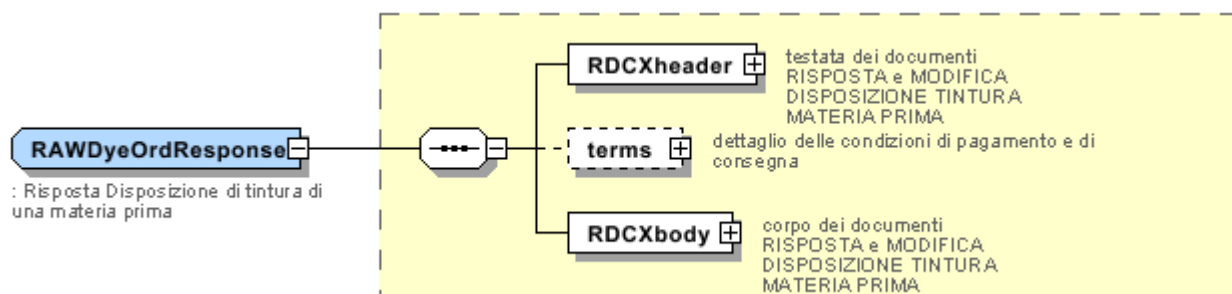 RDCXheader
testata dei documenti
RISPOSTA e MODIFICA
DISPOSIZIONE TINTURA
MATERIA PRIMA
RAWDyeOrdResponse
: Risposta Disposizione di tintura di
una materia prima
terms
dettaglio delle condizioni di pagamento e di
consegna
RDCXbody
corpo dei documenti
RISPOSTA e MODIFICA
DISPOSIZIONE TINTURA
MATERIA PRIMA